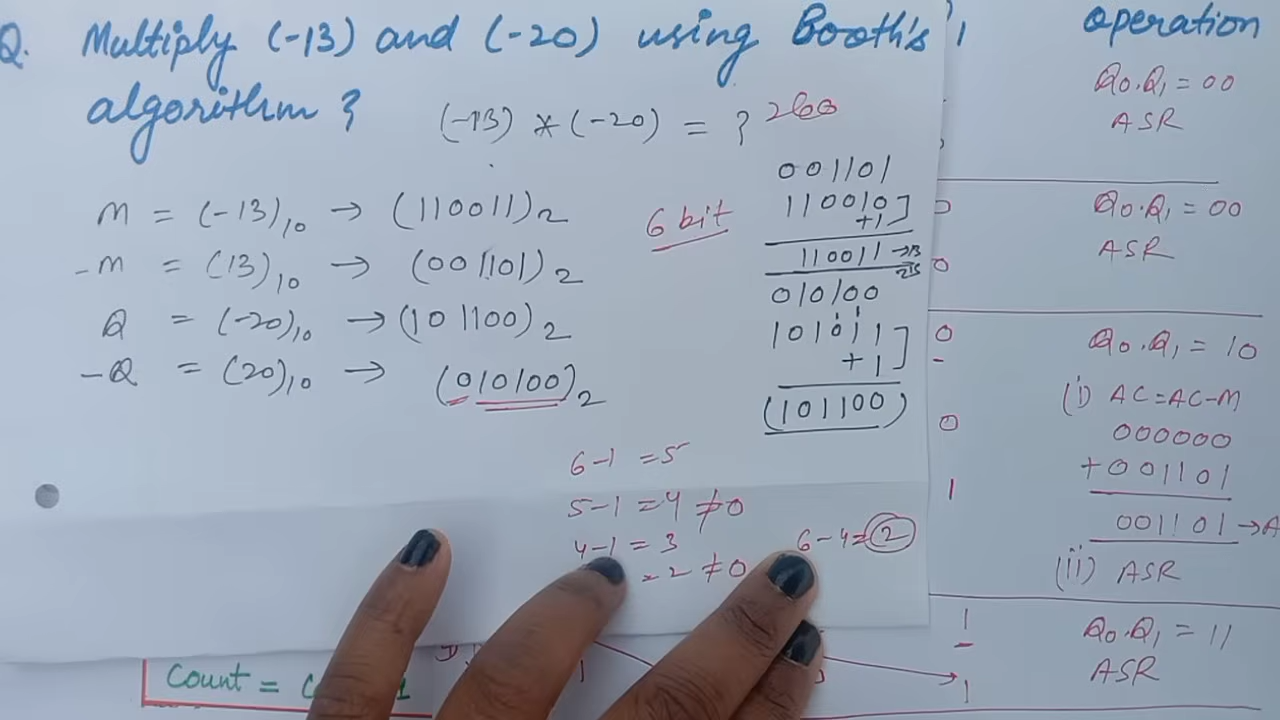 Q. Multiply (-13) and (-20) using Booth's
algorithm?
(-13) * (-20) = ? 260
M = (-13)10 → (110011)2
-M = (13)10 → (001101)2
Q = (-20)10 → (101100)2
-Q = (20)10 → (010100)2
6 bit
001101
110010
+1
110011 →
010100
101011
+1
(101100)
6-1 = 5
5-1 = 4 ≠ 0
4-1 = 3
= 2 ≠ 0
6-4 = 2
Count =
operation
Q0.Q1 = 00
ASR
Q0.Q1 = 00
ASR
Q0.Q1 = 10
(i) AC = AC-M
000000
+001101
001101 → A
(ii) ASR
Q0.Q1 = 11
ASR